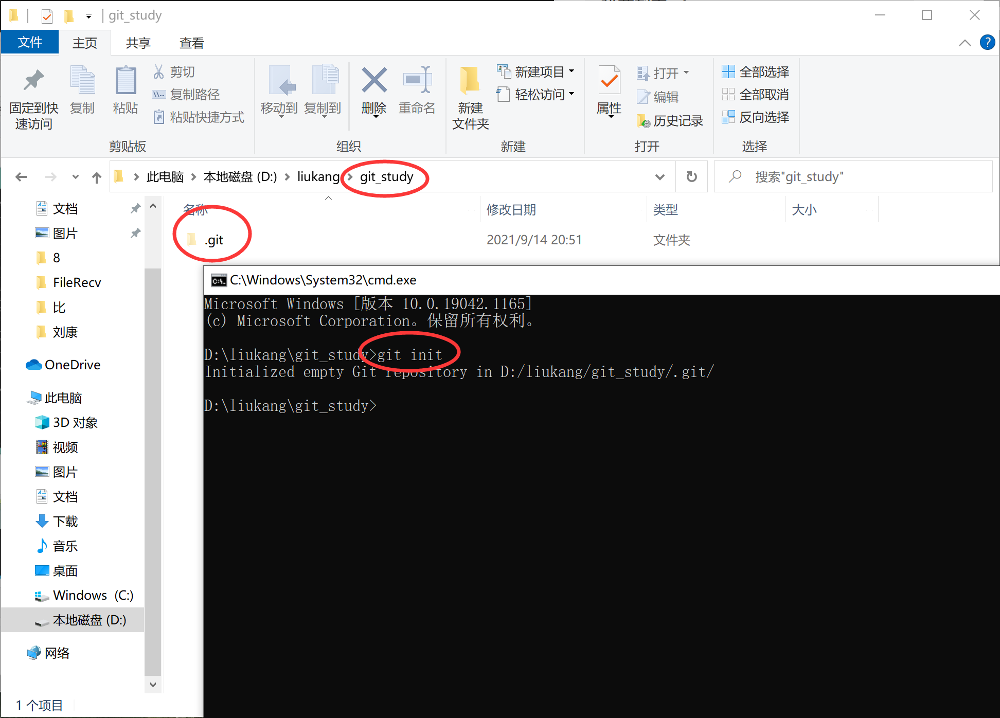 git_study
文件 主页 共享 查看
固定到快
速访问
复制
粘贴
剪切
复制路径
粘贴快捷方式
剪贴板
移动到
复制到
删除
重命名
组织
新建
文件夹
新建项目
轻松访问
新建
属性
打开
编辑
历史记录
打开
全部选择
全部取消
反向选择
选择
此电脑 本地磁盘 (D:) liukang git_study
搜索"git_study"
名称 修改日期 类型 大小
.git 2021/9/14 20:51 文件夹
文档
图片
8
FileRecv
比
刘康
OneDrive
此电脑
3D 对象
视频
图片
文档
下载
音乐
桌面
Windows (C:)
本地磁盘 (D:)
网络
1 个项目
C:\Windows\System32\cmd.exe
Microsoft Windows [版本 10.0.19042.1165]
(c) Microsoft Corporation。保留所有权利。
D:\liukang\git_study>git init
Initialized empty Git repository in D:/liukang/git_study/.git/
D:\liukang\git_study>